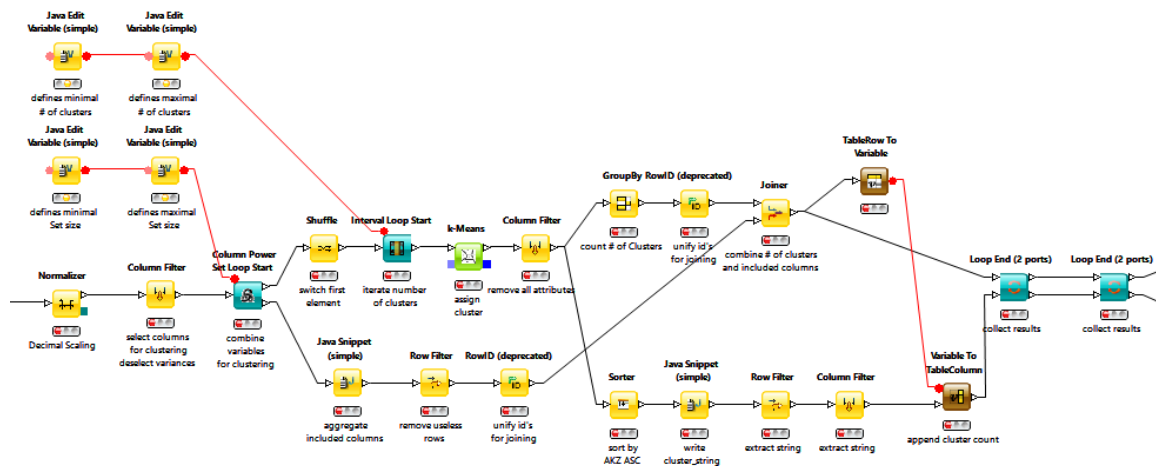 Java Edit
Variable (simple)
Java Edit
Variable (simple)
defines minimal
# of clusters
defines maximal
# of clusters
Java Edit
Variable (simple)
Java Edit
Variable (simple)
defines minimal
Set size
defines maximal
Set size
TableRow To
Variable
GroupBy
RowID (deprecated)
Joiner
count # of Clusters
unify id's
for joining
combine # of clusters
and included columns
Shuffle
Interval Loop Start
k-Means
Column Filter
switch first
element
iterate number
of clusters
assign
cluster
remove all attributes
Normalizer
Column Filter
Column Power
Set Loop Start
Decimal Scaling
select columns
for clustering
deselect variances
combine
variables
for clustering
Loop End (2 ports)
Loop End (2 ports)
collect results
collect results
Java Snippet
(simple)
Row Filter
RowID (deprecated)
aggregate
included columns
remove useless
rows
unify id's
for joining
Sorter
Java Snippet
(simple)
Row Filter
Column Filter
Variable To
TableColumn
sort by
AKZ ASC
write
cluster_string
extract string
extract string
append cluster count